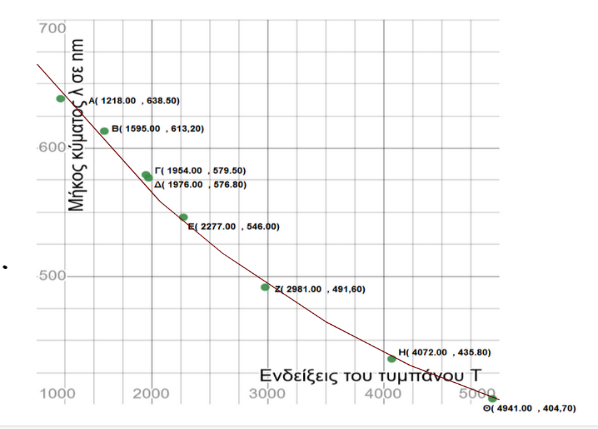 700
Μήκος κύματος λ σε nm
Α( 1218.00 , 638.50)
Β( 1595.00 , 613,20)
600
Γ( 1954.00 , 579.50)
Δ( 1976.00 , 576.80)
Ε( 2277.00 , 546.00)
500
Ζ( 2981.00 , 491,60)
Η( 4072.00 , 435.80)
Ενδείξεις του τυμπάνου Τ
1000 2000 3000 4000 5000
Θ( 4941.00 , 404,70)